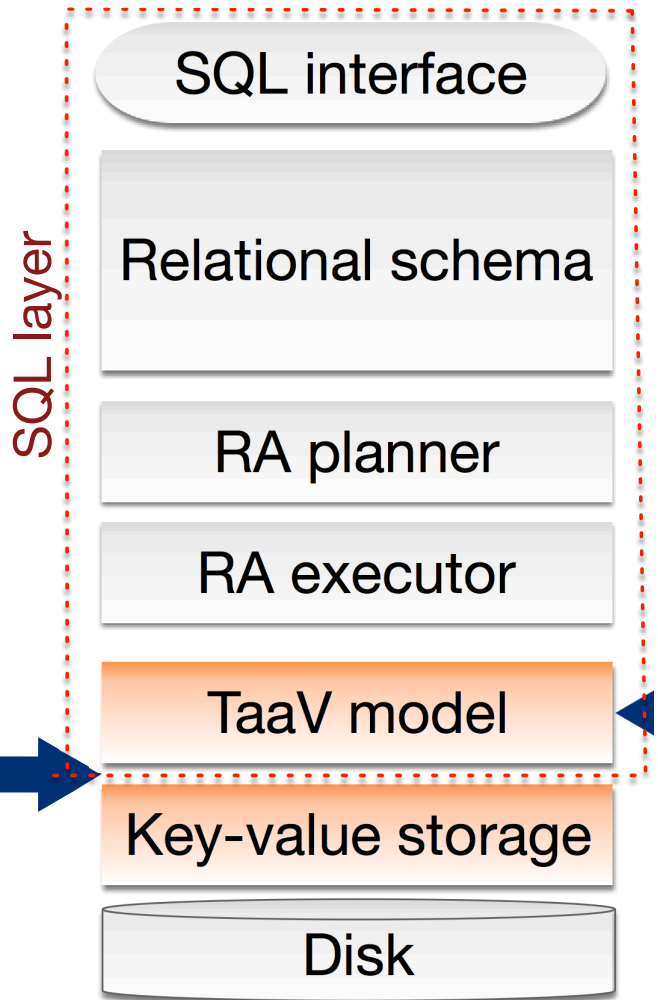 SQL interface
Relational schema
SQL layer
RA planner
RA executor
TaaV model
Key-value storage
Disk